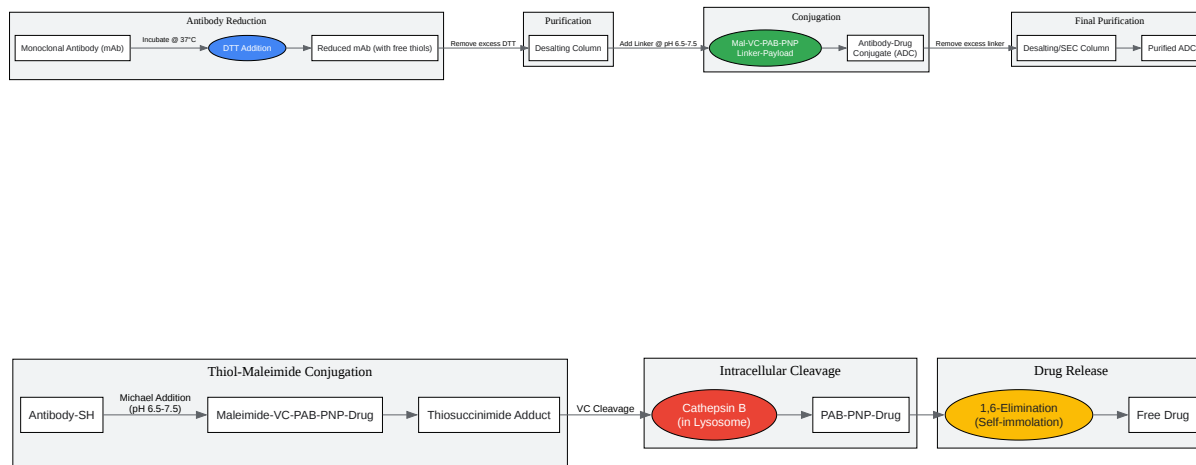 Antibody Reduction
Monoclonal Antibody (mAb)
Incubate @ 37°C
DTT Addition
Reduced mAb (with free thiols)
Remove excess DTT
Purification
Desalting Column
Add Linker @ pH 6.5-7.5
Conjugation
Mal-VC-PAB-PNP
Linker-Payload
Antibody-Drug
Conjugate (ADC)
Remove excess linker
Final Purification
Desalting/SEC Column
Purified ADC
Thiol-Maleimide Conjugation
Antibody-SH
Michael Addition
(pH 6.5-7.5)
Maleimide-VC-PAB-PNP-Drug
Thiosuccinimide Adduct
VC Cleavage
Intracellular Cleavage
Cathepsin B
(in Lysosome)
PAB-PNP-Drug
Drug Release
1,6-Elimination
(Self-immolation)
Free Drug